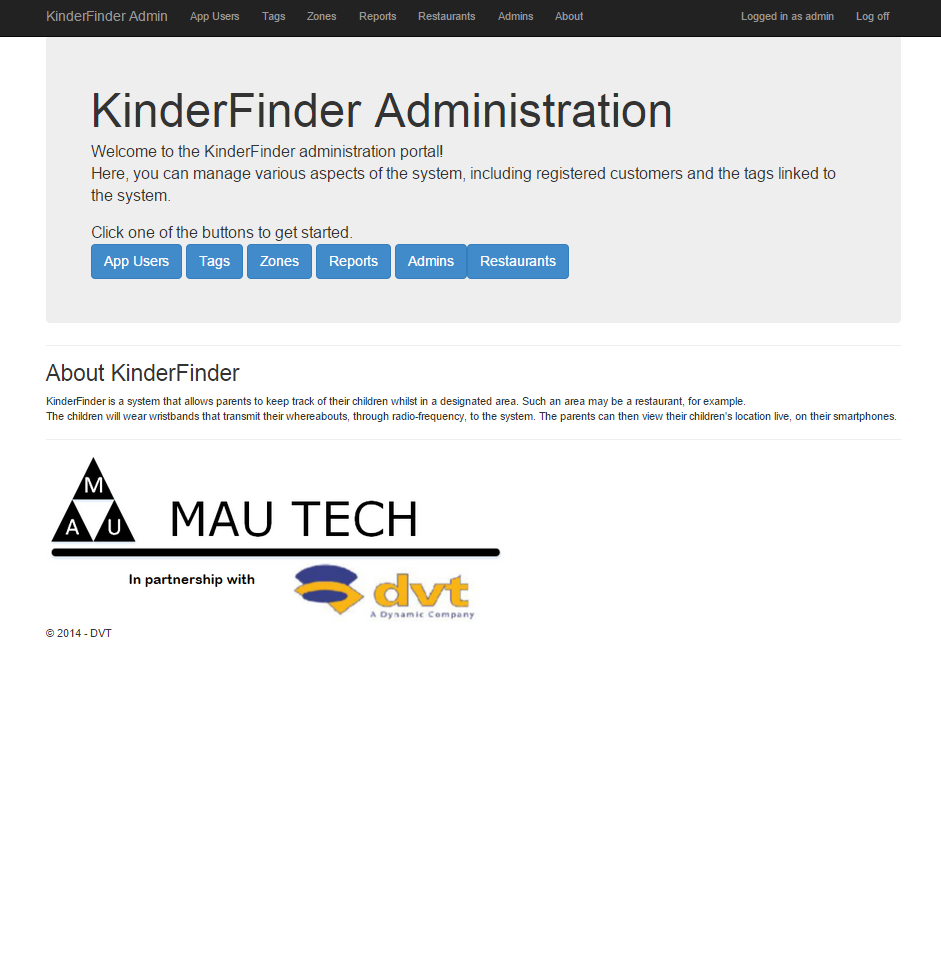 KinderFinder Admin App Users Tags Zones Reports Restaurants Admins About Logged in as admin Log off
KinderFinder Administration
Welcome to the KinderFinder administration portal!
Here, you can manage various aspects of the system, including registered customers and the tags linked to
the system.
Click one of the buttons to get started.
App Users Tags Zones Reports Admins Restaurants
About KinderFinder
KinderFinder is a system that allows parents to keep track of their children whilst in a designated area. Such an area may be a restaurant, for example.
The children will wear wristbands that transmit their whereabouts, through radio-frequency, to the system. The parents can then view their children's location live, on their smartphones.
M
A U
MAU TECH
In partnership with
dvt
A Dynamic Company
© 2014 - DVT